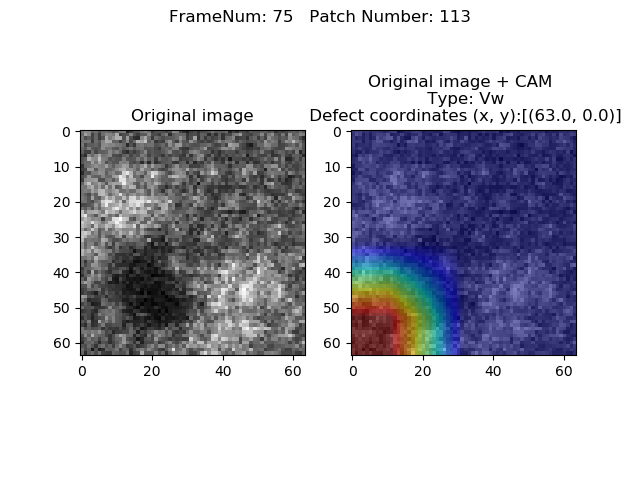 FrameNum: 75   Patch Number: 113
Original image
Original image + CAM
Type: Vw
Defect coordinates (x, y):[(63.0, 0.0)]
0
10
20
30
40
50
60
0 20 40 60
0
10
20
30
40
50
60
0 20 40 60